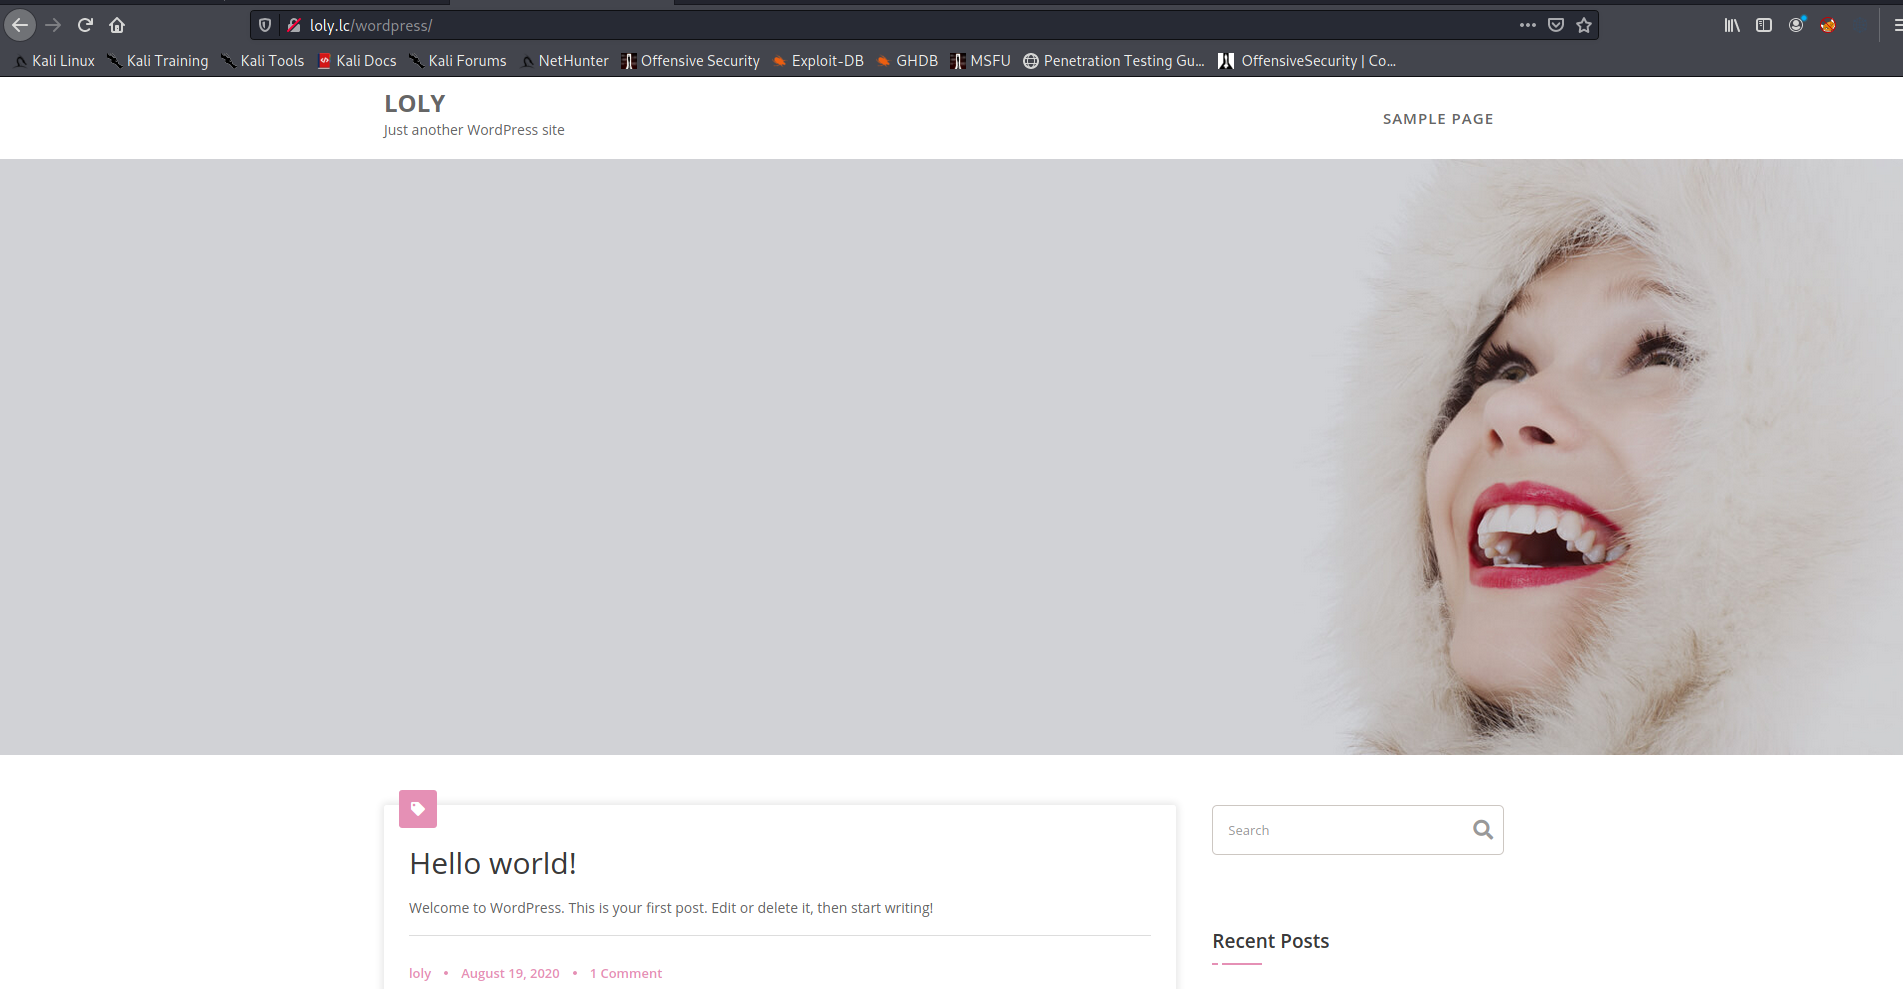 loly.lc/wordpress/
Kali Linux Kali Training Kali Tools Kali Docs Kali Forums NetHunter Offensive Security Exploit-DB GHDB MSFU Penetration Testing Gu... OffensiveSecurity | Co...
LOLY
Just another WordPress site
SAMPLE PAGE
Hello world!
Welcome to WordPress. This is your first post. Edit or delete it, then start writing!
loly • August 19, 2020 • 1 Comment
Search
Recent Posts